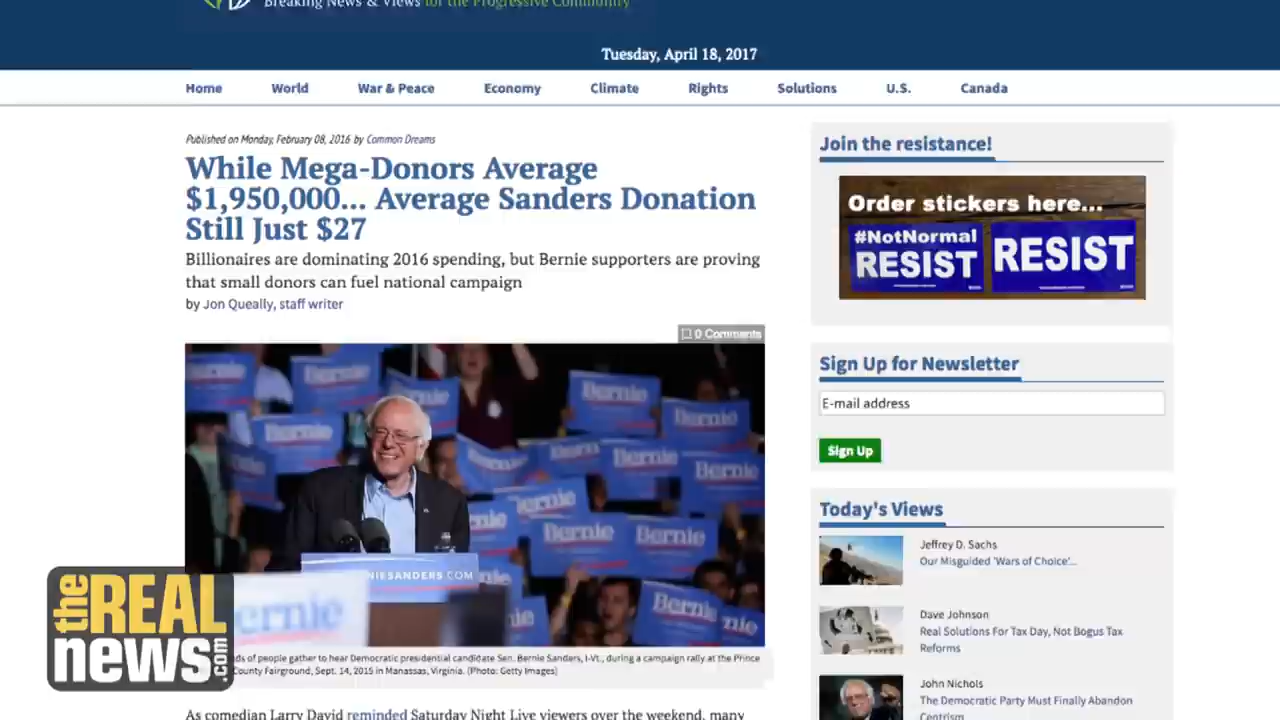 Breaking News & Views for the Progressive Community
Tuesday, April 18, 2017
Home World War & Peace Economy Climate Rights Solutions U.S. Canada
Published on Monday, February 08, 2016 by Common Dreams
While Mega-Donors Average
$1,950,000... Average Sanders Donation
Still Just $27
Billionaires are dominating 2016 spending, but Bernie supporters are proving
that small donors can fuel national campaign
by Jon Queally, staff writer
0 Comments
Bernie
Bernie
Bernie
Bernie
Bernie
Bernie
Bernie
Bernie
Bernie
Bernie
NIESANDERS.COM
ernie
Bernie
nie
ds of people gather to hear Democratic presidential candidate Sen. Bernie Sanders, I-Vt., during a campaign rally at the Prince
County Fairground, Sept. 14, 2015 in Manassas, Virginia. (Photo: Getty Images)
As comedian Larry David reminded Saturday Night Live viewers over the weekend, many
Join the resistance!
Order stickers here...
#NotNormal
RESIST
RESIST
Sign Up for Newsletter
E-mail address
Sign Up
Today's Views
Jeffrey D. Sachs
Our Misguided 'Wars of Choice'...
Dave Johnson
Real Solutions For Tax Day, Not Bogus Tax
Reforms
John Nichols
The Democratic Party Must Finally Abandon
Centrism
the REAL
news.com